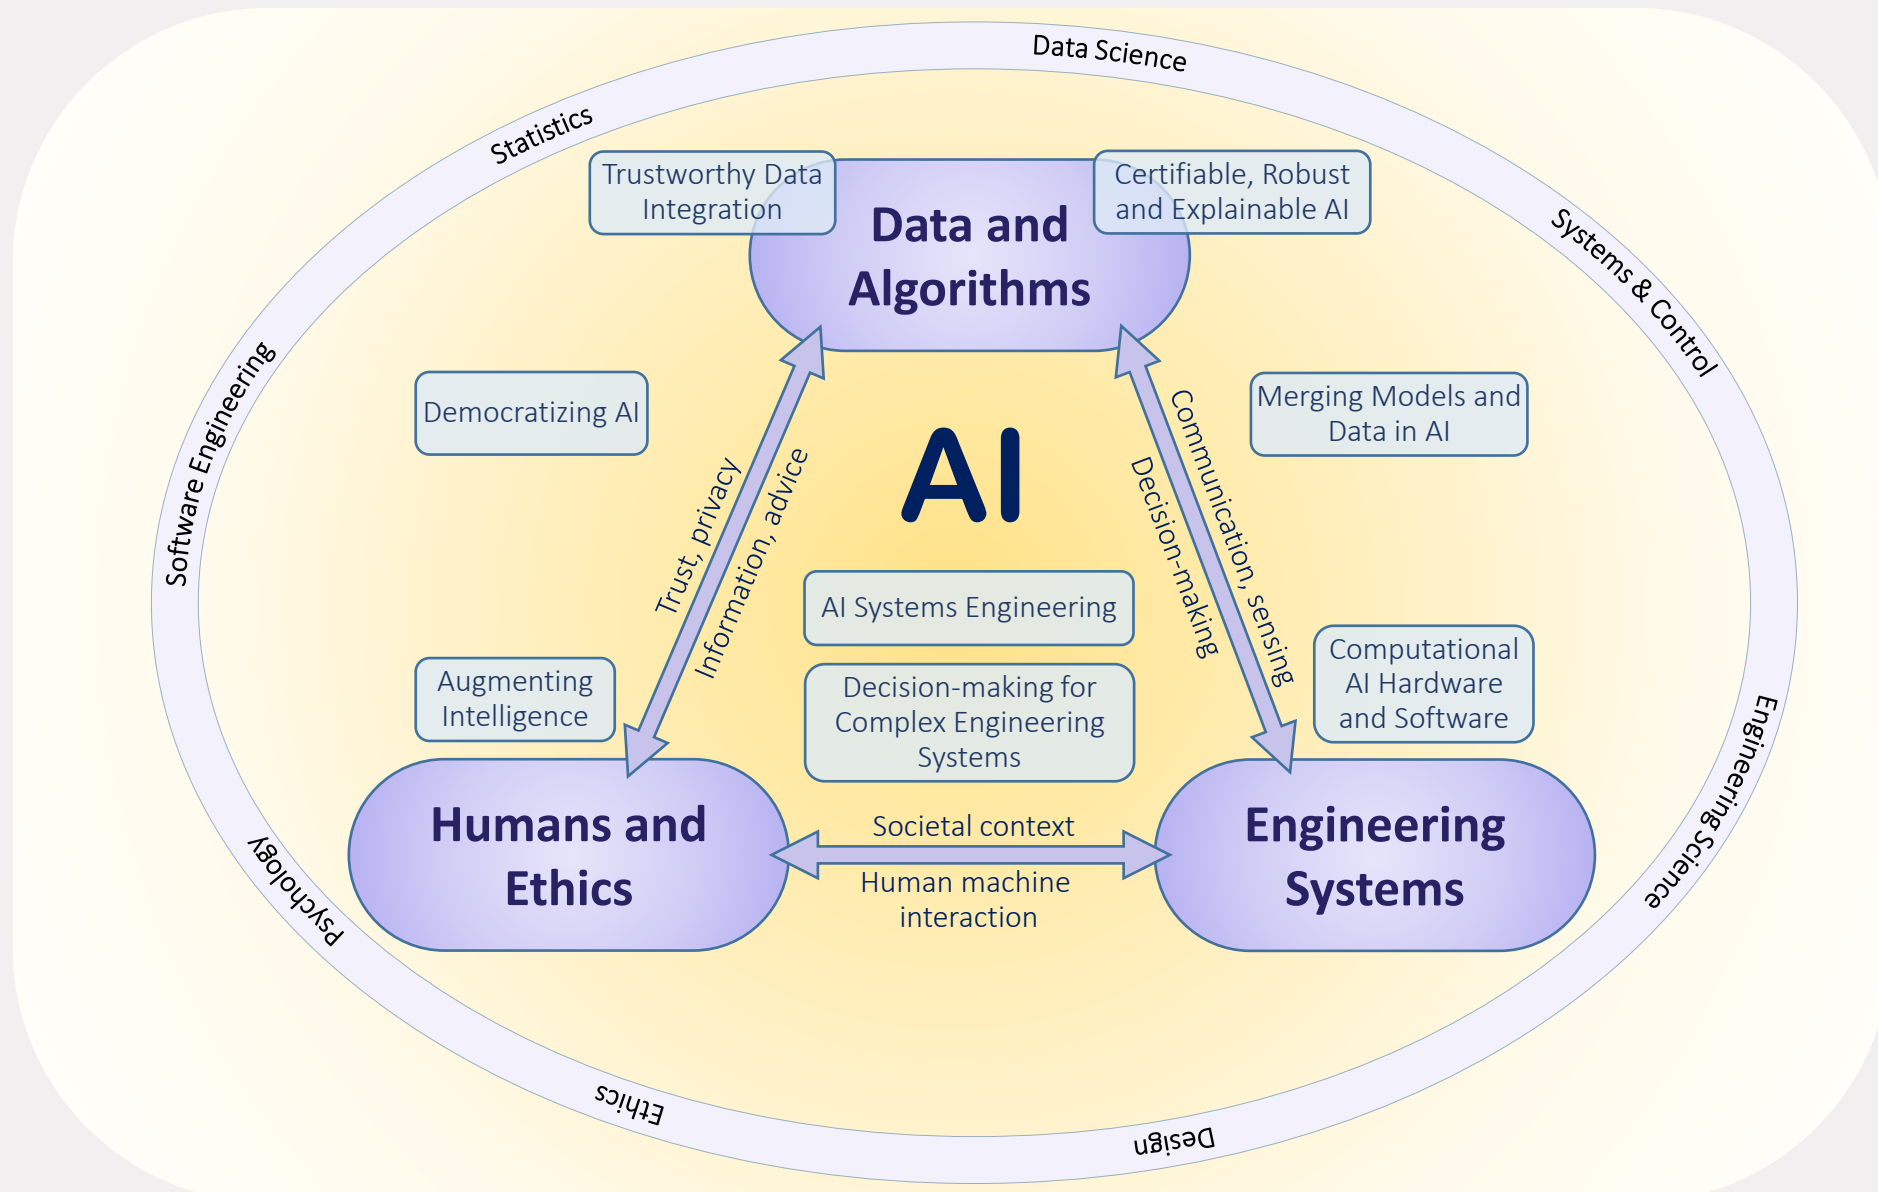 Data Science
Statistics
Systems & Control
Software Engineering
Engineering Science
Psychology
Ethics
Design
Trustworthy Data
Integration
Certifiable, Robust
and Explainable AI
Data and
Algorithms
Democratizing AI
Merging Models and
Data in AI
AI
Trust, privacy
Information, advice
Communication, sensing
Decision-making
AI Systems Engineering
Augmenting
Intelligence
Decision-making for
Complex Engineering
Systems
Computational
AI Hardware
and Software
Humans and
Ethics
Societal context
Human machine
interaction
Engineering
Systems